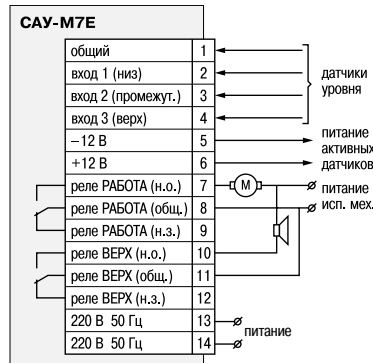 САУ-М7Е
общий 1
вход 1 (низ) 2
вход 2 (промежут.) 3
вход 3 (верх) 4
–12 В 5
+12 В 6
реле РАБОТА (н.о.) 7
реле РАБОТА (общ.) 8
реле РАБОТА (н.з.) 9
реле ВЕРХ (н.о.) 10
реле ВЕРХ (общ.) 11
реле ВЕРХ (н.з.) 12
220 В 50 Гц 13
220 В 50 Гц 14
датчики
уровня
питание
активных
датчиков
М
питание
исп. мех.
питание